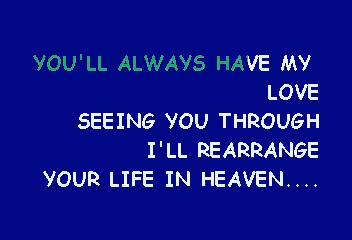 YOU'LL ALWAYS HAVE MY
LOVE
SEEING YOU THROUGH
I'LL REARRANGE
YOUR LIFE IN HEAVEN....